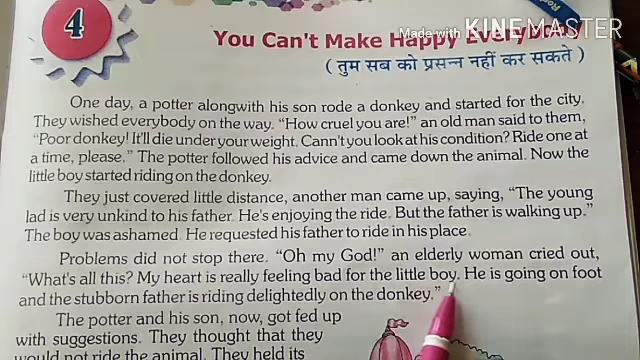 4
Made with KINEMASTER
You Can't Make Happy Everybody
( तुम सब को प्रसन्न नहीं कर सकते )
One day, a potter alongwith his son rode a donkey and started for the city.
They wished everybody on the way. "How cruel you are!" an old man said to them,
"Poor donkey! It'll die under your weight. Cann't you look at his condition? Ride one at
a time, please." The potter followed his advice and came down the animal. Now the
little boy started riding on the donkey.
They just covered little distance, another man came up, saying, "The young
lad is very unkind to his father. He's enjoying the ride. But the father is walking up."
The boy was ashamed. He requested his father to ride in his place.
Problems did not stop there. "Oh my God!" an elderly woman cried out,
"What's all this? My heart is really feeling bad for the little boy. He is going on foot
and the stubborn father is riding delightedly on the donkey."
The potter and his son, now, got fed up
with suggestions. They thought that they
would not ride the animal. They held its